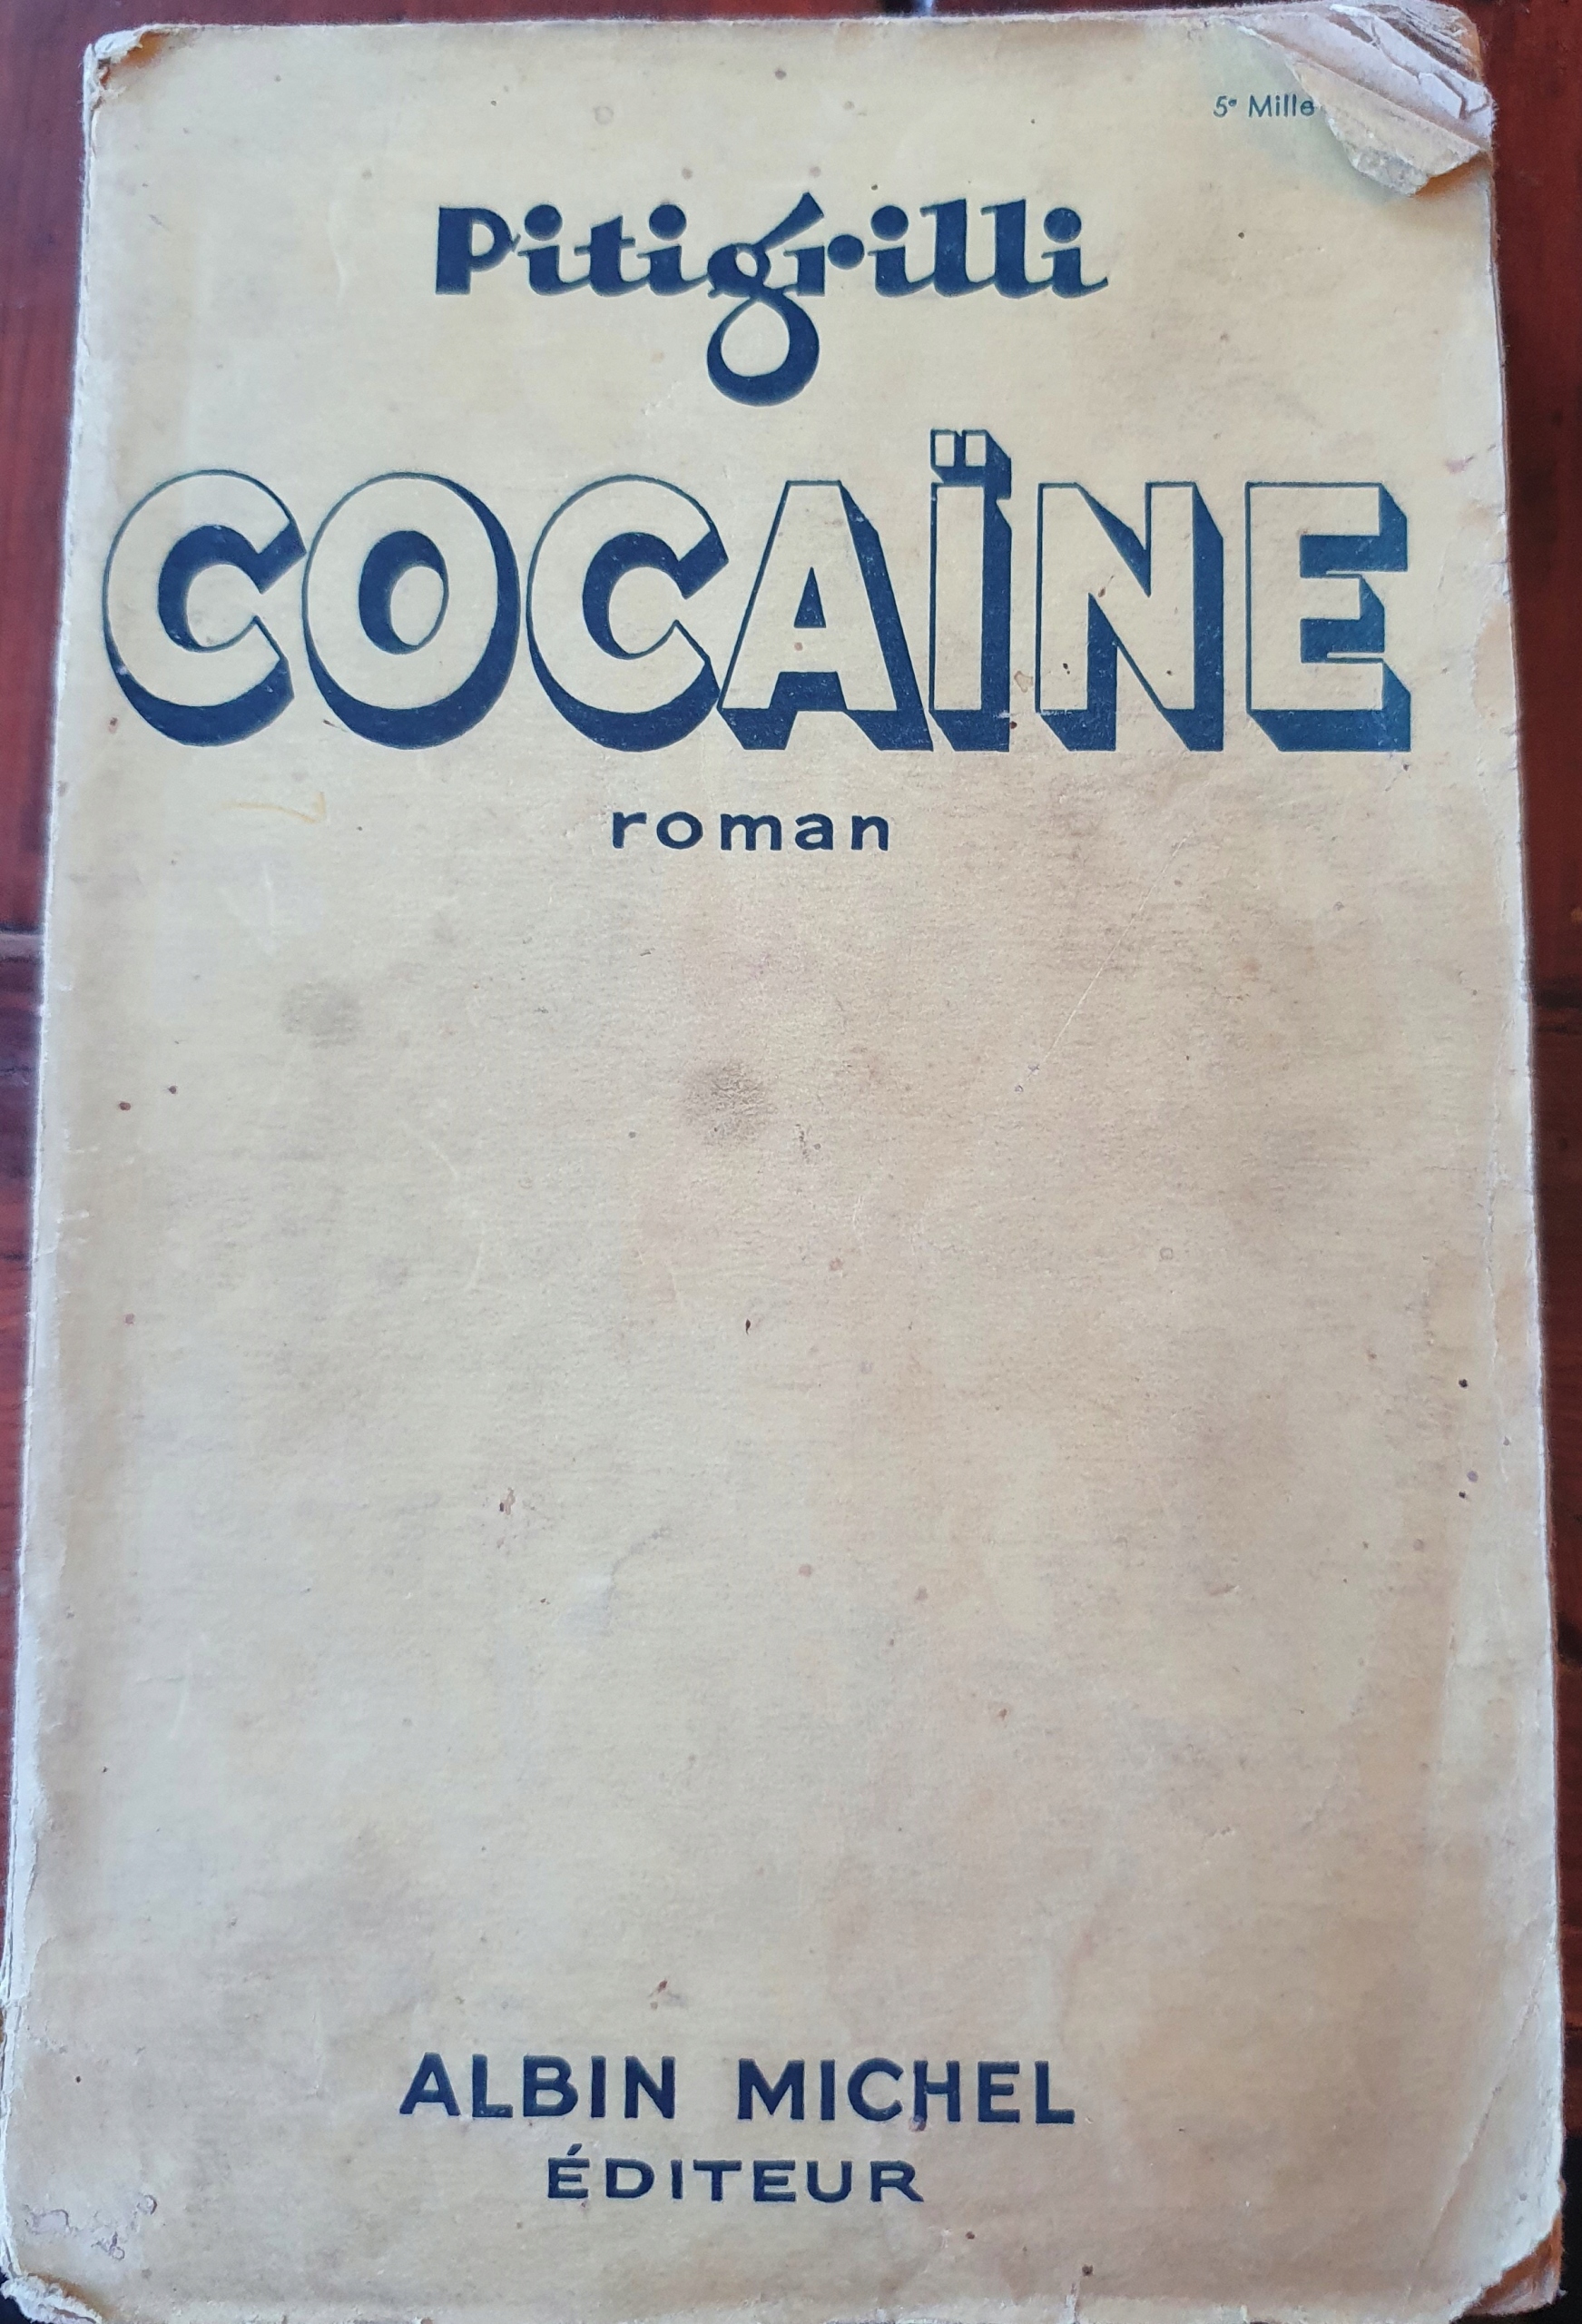 5e Mille
Pitigrilli
COCAÏNE
roman
ALBIN MICHEL
ÉDITEUR